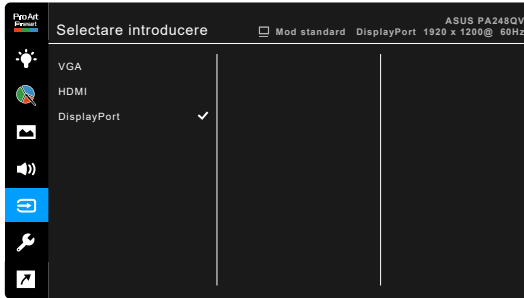 ProArt
Preset
Selectare introducere
Mod standard DisplayPort 1920 x 1200@ 60Hz
ASUS PA248QV
VGA
HDMI
DisplayPort